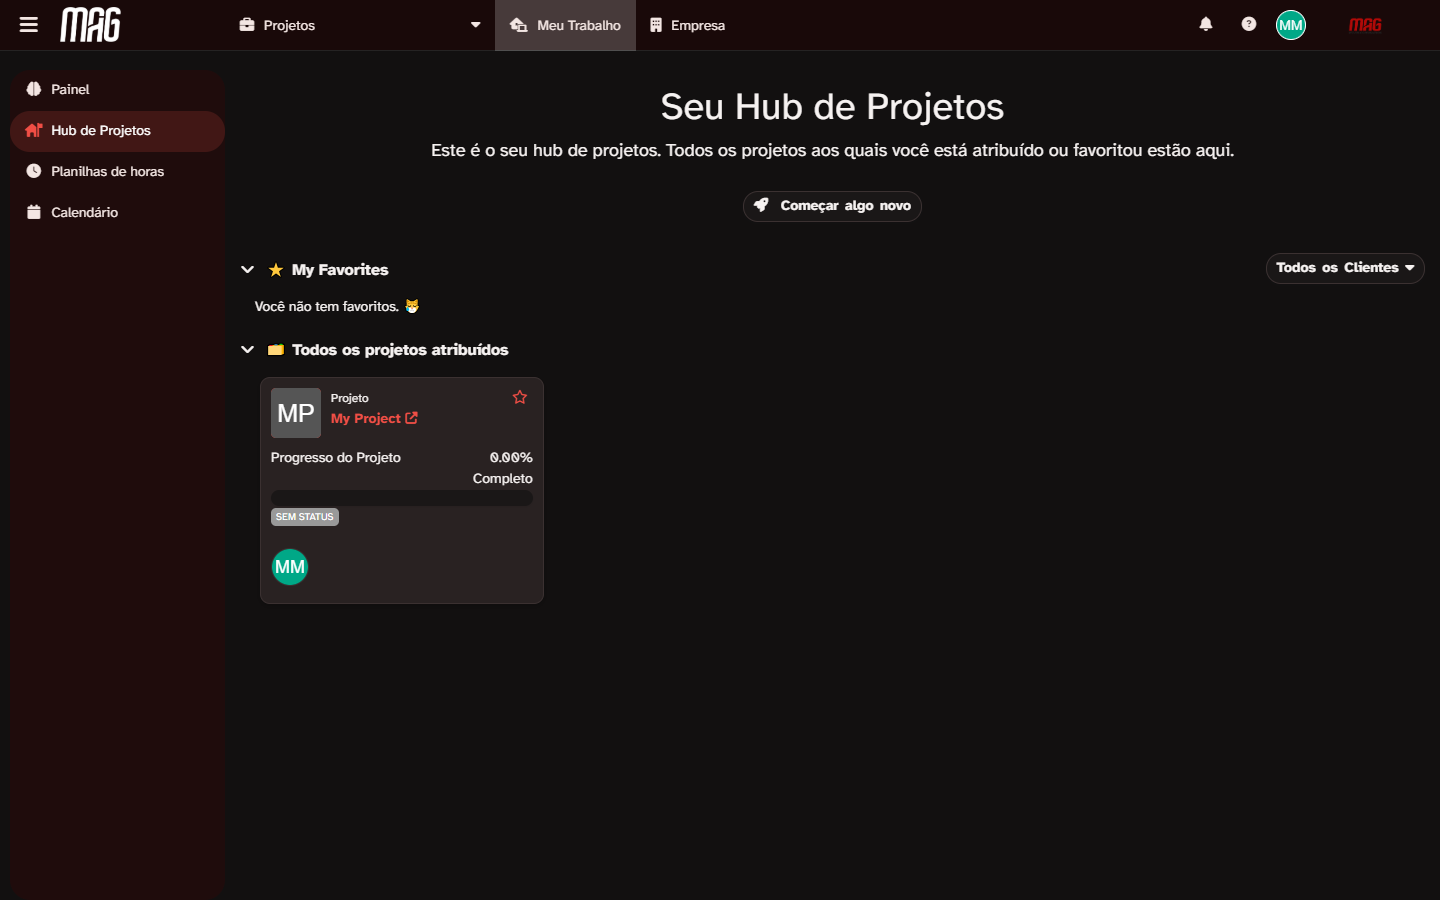 MAG
Projetos
Meu Trabalho
Empresa
MM
MAG
Painel
Hub de Projetos
Planilhas de horas
Calendário
Seu Hub de Projetos
Este é o seu hub de projetos. Todos os projetos aos quais você está atribuído ou favoritou estão aqui.
Começar algo novo
My Favorites
Todos os Clientes
Você não tem favoritos. 😹
Todos os projetos atribuídos
MP
Projeto
My Project
Progresso do Projeto
0.00%
Completo
SEM STATUS
MM